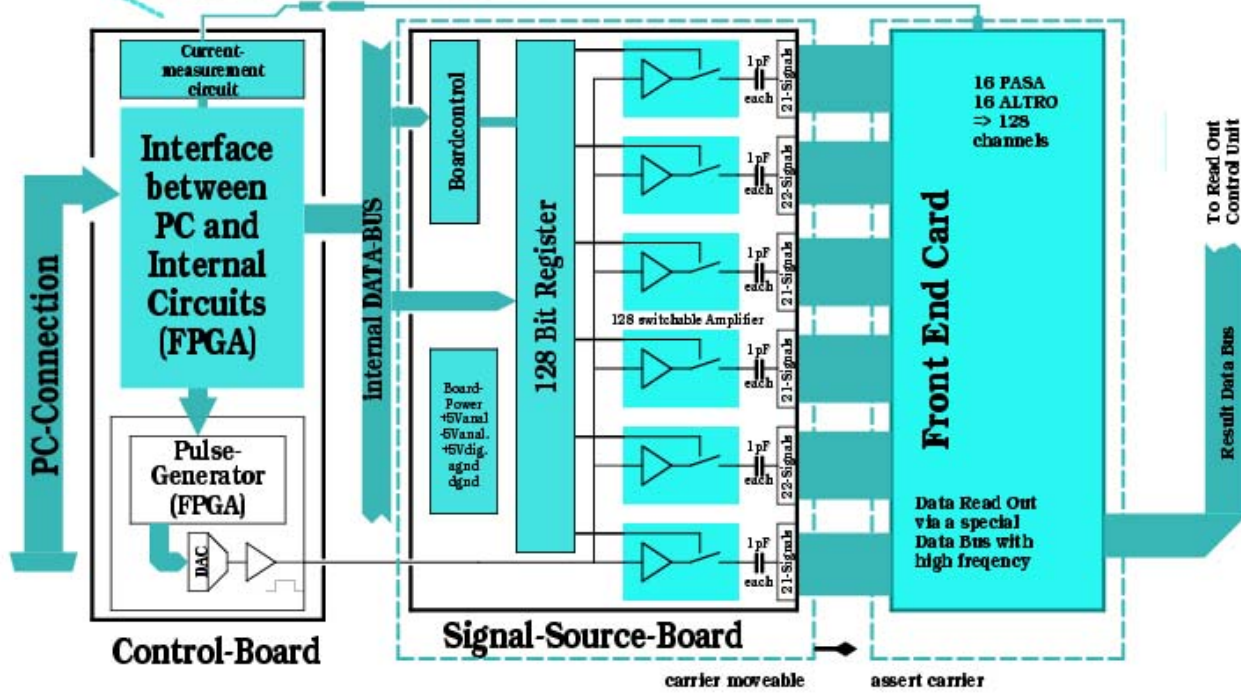 Current-
measurement
circuit
Interface
between
PC and
Internal
Circuits
(FPGA)
PC-Connection
Pulse-
Generator
(FPGA)
DAC
Control-Board
internal DATA-BUS
Boardcontrol
Board-
Power
+5Vanal
-5Vanal.
+5Vdig.
agnd
dgnd
128 Bit Register
1pF
each
21-Signals
1pF
each
22-Signals
1pF
each
21-Signals
128 switchable Amplifier
1pF
each
21-Signals
1pF
each
22-Signals
1pF
each
21-Signals
Signal-Source-Board
carrier moveable
16 PASA
16 ALTRO
=> 128
channels
Front End Card
Data Read Out
via a special
Data Bus with
high freqency
assert carrier
To Read Out
Control Unit
Result Data Bus